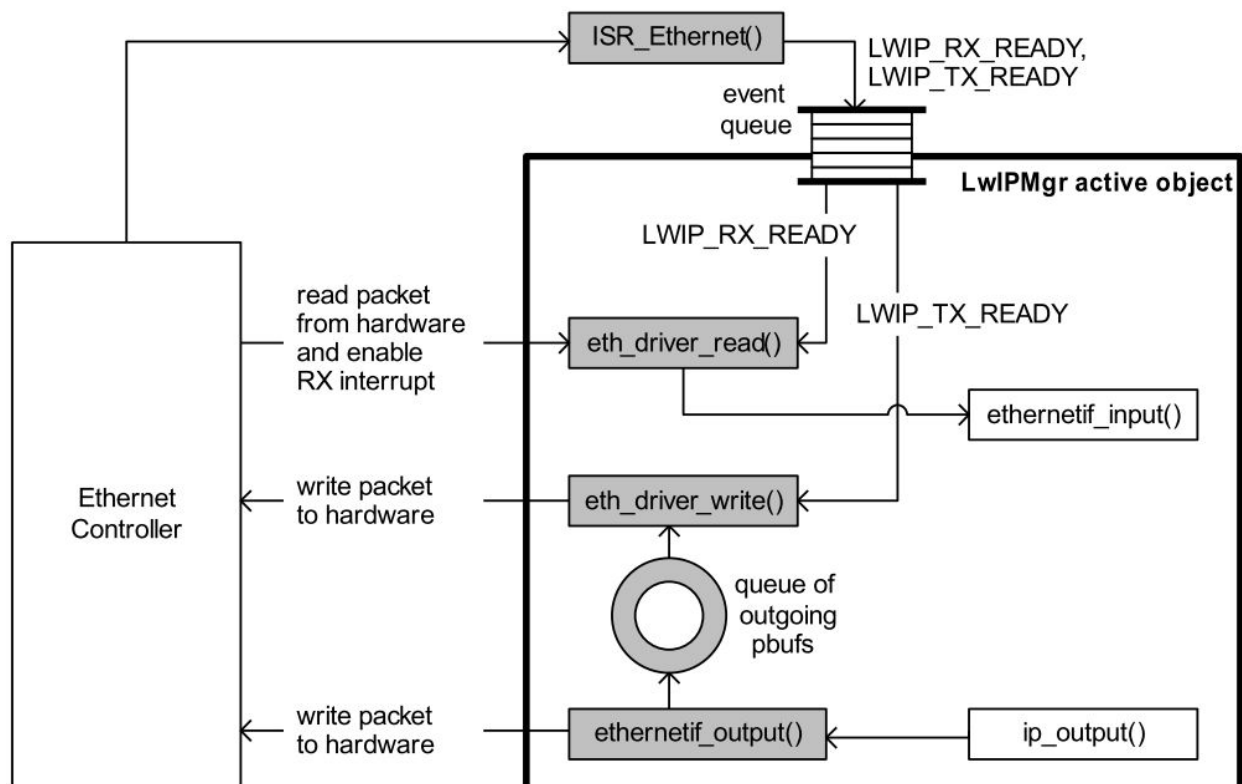 ISR_Ethernet()
LWIP_RX_READY,
LWIP_TX_READY
event
queue
LwIPMgr active object
LWIP_RX_READY
read packet
from hardware
and enable
RX interrupt
LWIP_TX_READY
eth_driver_read()
ethernetif_input()
Ethernet
Controller
write packet
to hardware
eth_driver_write()
queue of
outgoing
pbufs
write packet
to hardware
ethernetif_output()
ip_output()